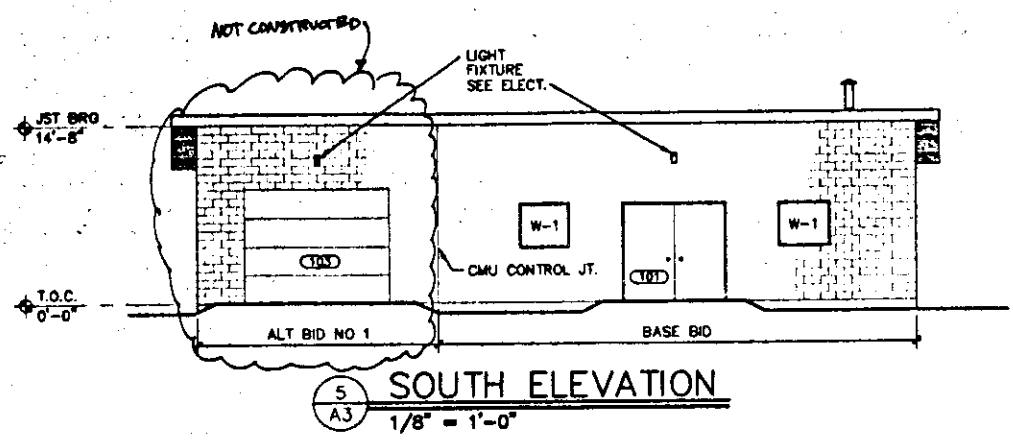 NOT CONSTRUCTED
LIGHT
FIXTURE
SEE ELECT.
JST BRG
14'-8"
W-1
W-1
103
101
CMU CONTROL JT.
T.O.C.
0'-0"
ALT BID NO 1
BASE BID
5
A3
SOUTH ELEVATION
1/8" = 1'-0"